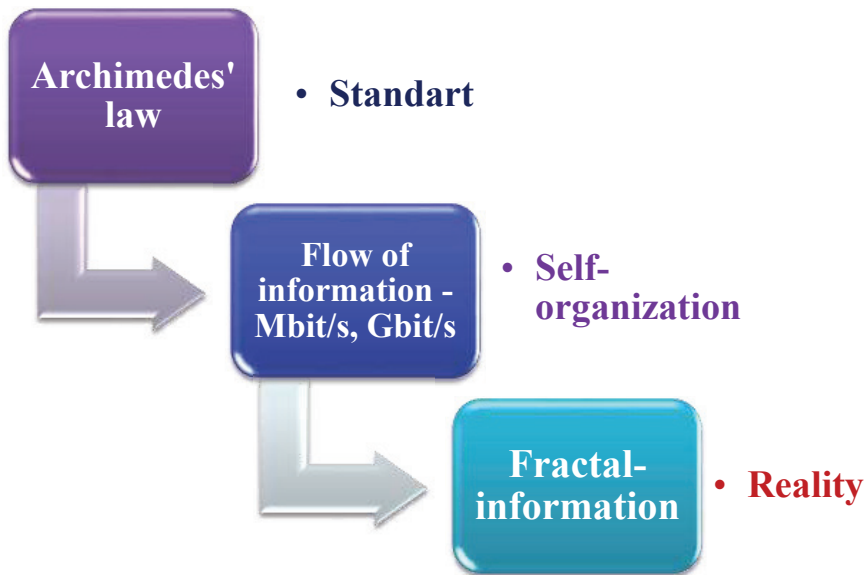 Archimedes'
law
• Standart
Flow of
information -
Mbit/s, Gbit/s
• Self-
organization
Fractal-
information
• Reality